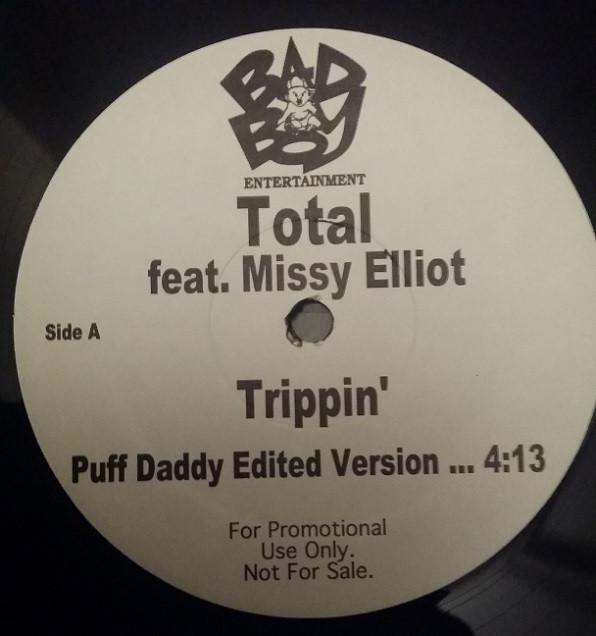 BAD
BOY
ENTERTAINMENT
Total
feat. Missy Elliot
Side A
Trippin'
Puff Daddy Edited Version ... 4:13
For Promotional
Use Only.
Not For Sale.